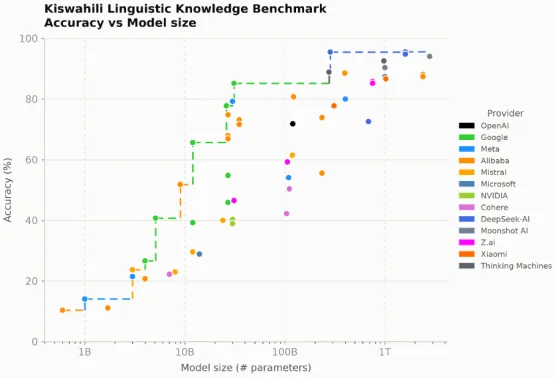 Kiswahili Linguistic Knowledge Benchmark
Accuracy vs Model size
100
80
60
40
20
0
Accuracy (%)
1B
10B
100B
1T
Model size (# parameters)
Provider
OpenAI
Google
Meta
Alibaba
Mistral
Microsoft
NVIDIA
Cohere
DeepSeek-AI
Moonshot AI
Z.ai
Xiaomi
Thinking Machines